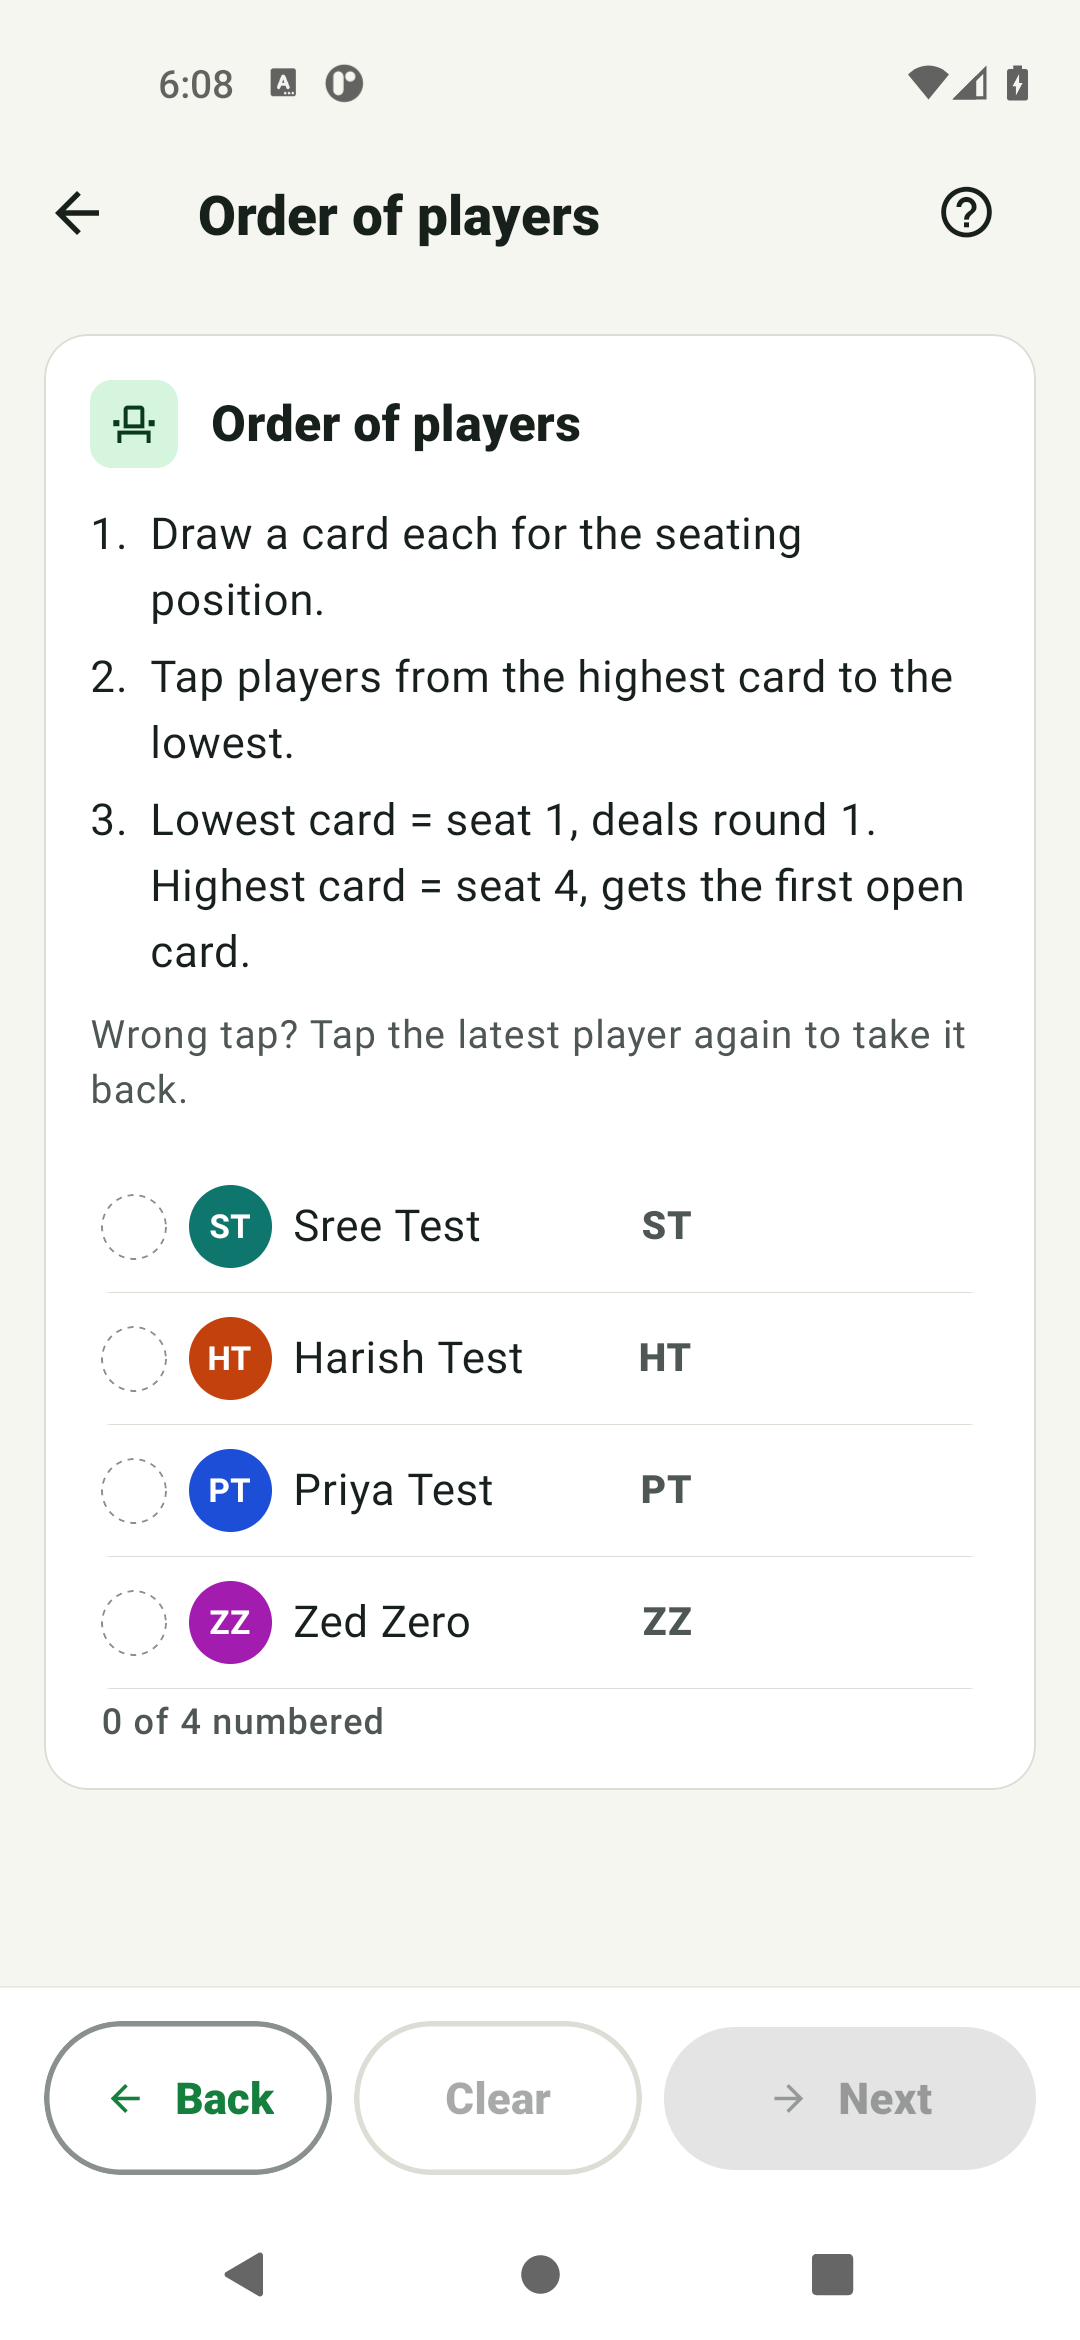 6:08
Order of players
Order of players
1. Draw a card each for the seating
position.
2. Tap players from the highest card to the
lowest.
3. Lowest card = seat 1, deals round 1.
Highest card = seat 4, gets the first open
card.
Wrong tap? Tap the latest player again to take it
back.
ST Sree Test ST
HT Harish Test HT
PT Priya Test PT
ZZ Zed Zero ZZ
0 of 4 numbered
Back Clear Next